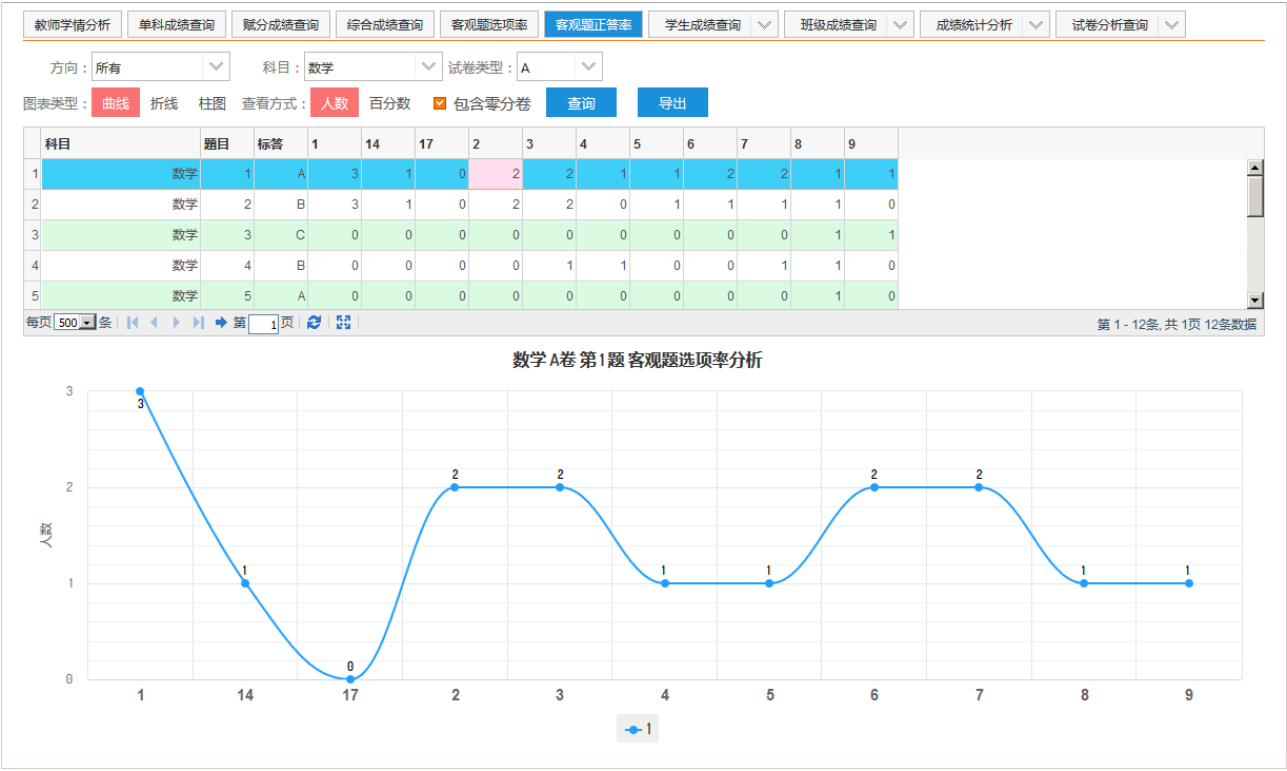 教师学情分析 单科成绩查询 赋分成绩查询 综合成绩查询 客观题选项率 客观题正答率 学生成绩查询 班级成绩查询 成绩统计分析 试卷分析查询
方向： 所有 科目： 数学 试卷类型： A
图表类型： 曲线 折线 柱图 查看方式： 人数 百分数 包含零分卷 查询 导出
科目 题目 标答 1 14 17 2 3 4 5 6 7 8 9
1 数学 1 A 3 1 0 2 2 1 1 2 2 1 1
2 数学 2 B 3 1 0 2 2 0 1 1 1 1 0
3 数学 3 C 0 0 0 0 0 0 0 0 0 1 1
4 数学 4 B 0 0 0 0 1 1 0 0 1 1 0
5 数学 5 A 0 0 0 0 0 0 0 0 0 1 0
每页 500 条 第 1 页 第 1 - 12条, 共 1页 12条数据
数学 A卷 第1题 客观题选项率分析
3
3
2 2 2 2 2
人数
1 1 1 1 1 1
0 0
1 14 17 2 3 4 5 6 7 8 9
1